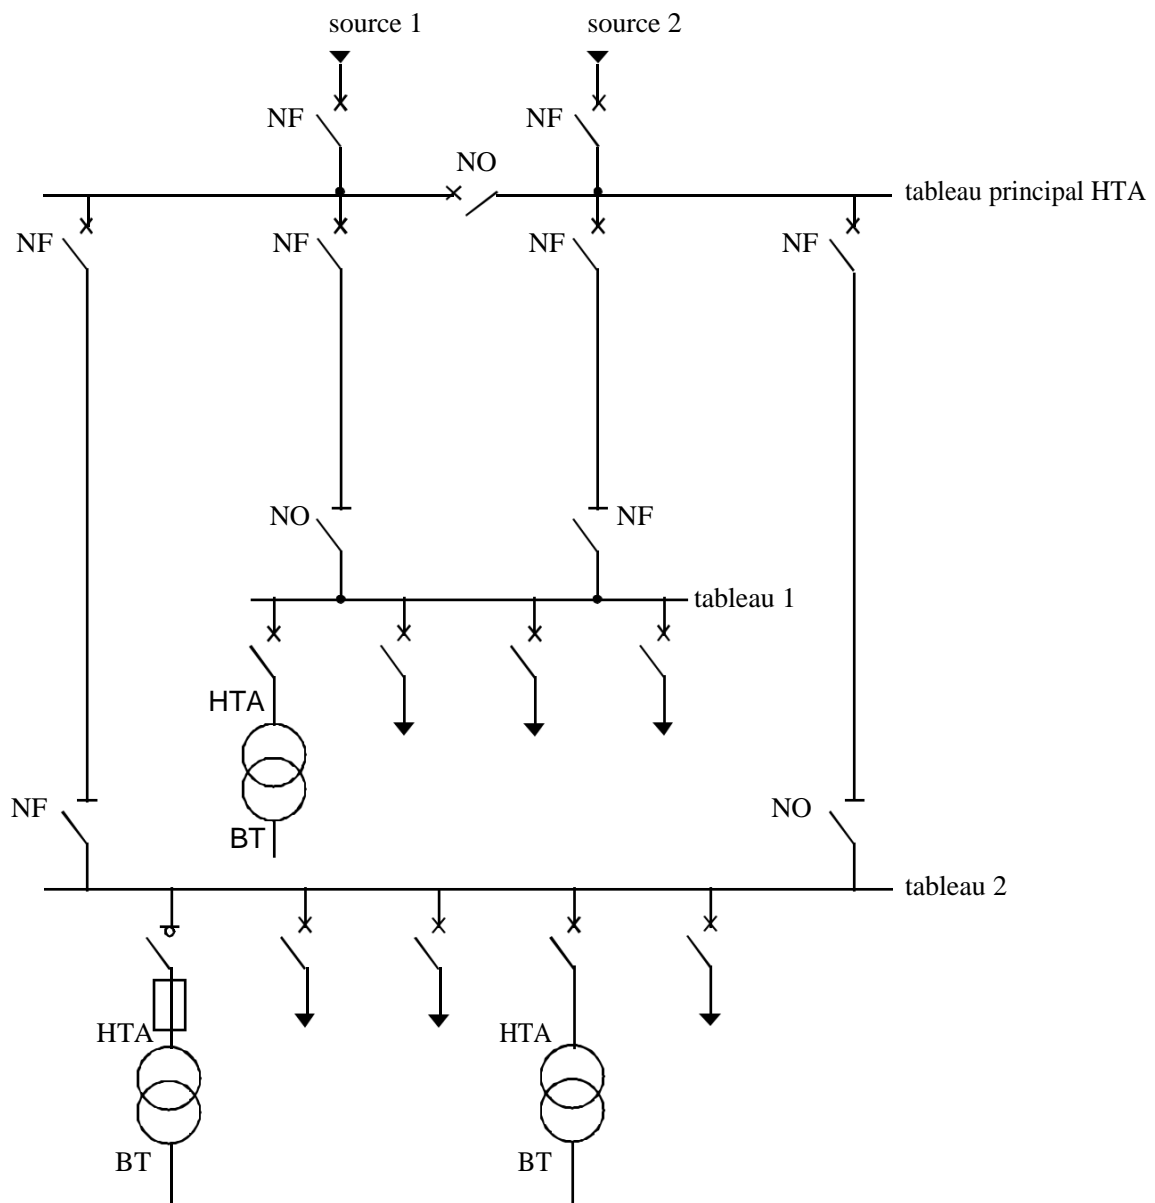 source 1
source 2
NF
NF
NO
tableau principal HTA
NF
NF
NF
NF
NO
NF
tableau 1
HTA
BT
NF
NO
tableau 2
HTA
HTA
BT
BT